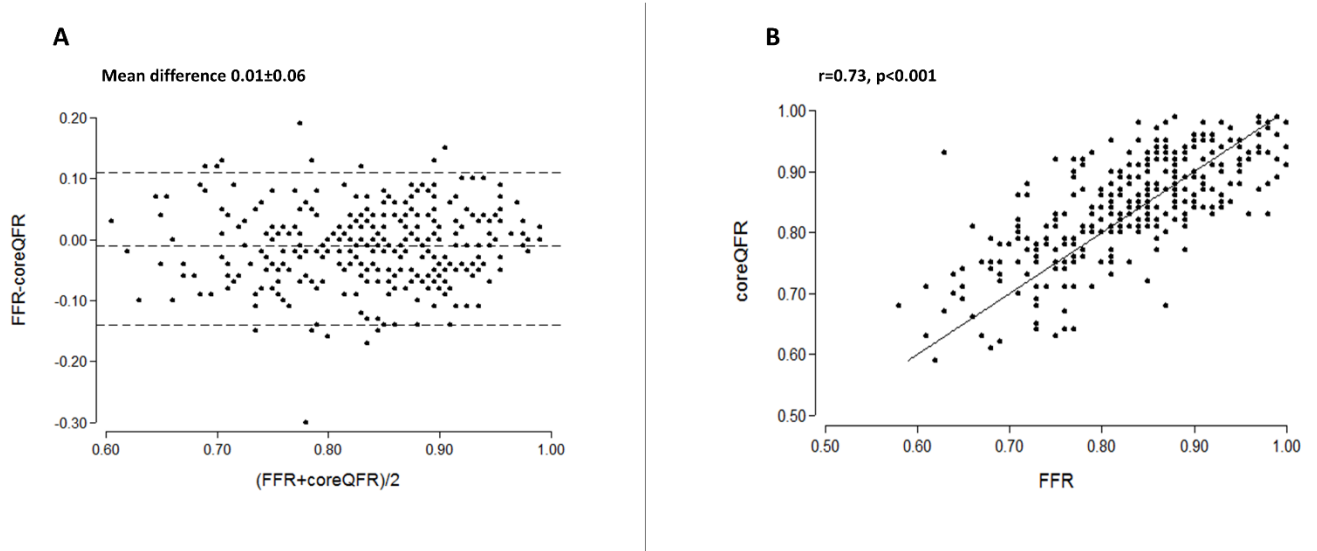 A
Mean difference 0.01±0.06
0.20
0.10
0.00
-0.10
-0.20
-0.30
FFR-coreQFR
0.60 0.70 0.80 0.90 1.00
(FFR+coreQFR)/2
B
r=0.73, p<0.001
1.00
0.90
0.80
0.70
0.60
0.50
coreQFR
0.50 0.60 0.70 0.80 0.90 1.00
FFR